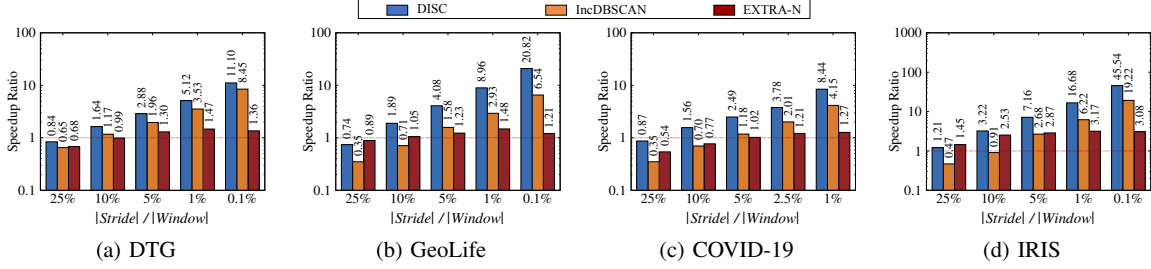 DISC IncDBSCAN EXTRA-N
Speedup Ratio
100
10
1
0.1
0.84 0.65 0.68 1.64 1.17 0.99 2.88 1.96 1.30 5.12 3.53 1.47 11.10 8.45 1.36
25% 10% 5% 1% 0.1%
|Stride| / |Window|
(a) DTG
Speedup Ratio
100
10
1
0.1
0.74 0.35 0.89 1.89 0.71 1.05 4.08 1.58 1.23 8.96 2.93 1.48 20.82 6.54 1.21
25% 10% 5% 1% 0.1%
|Stride| / |Window|
(b) GeoLife
Speedup Ratio
100
10
1
0.1
0.87 0.35 0.54 1.56 0.70 0.77 2.49 1.18 1.02 3.78 2.01 1.21 8.44 4.15 1.27
25% 10% 5% 2.5% 1%
|Stride| / |Window|
(c) COVID-19
Speedup Ratio
1000
100
10
1
0.1
1.21 0.47 1.45 3.22 0.91 2.53 7.16 2.68 2.87 16.68 6.22 3.17 45.54 19.22 3.08
25% 10% 5% 1% 0.1%
|Stride| / |Window|
(d) IRIS